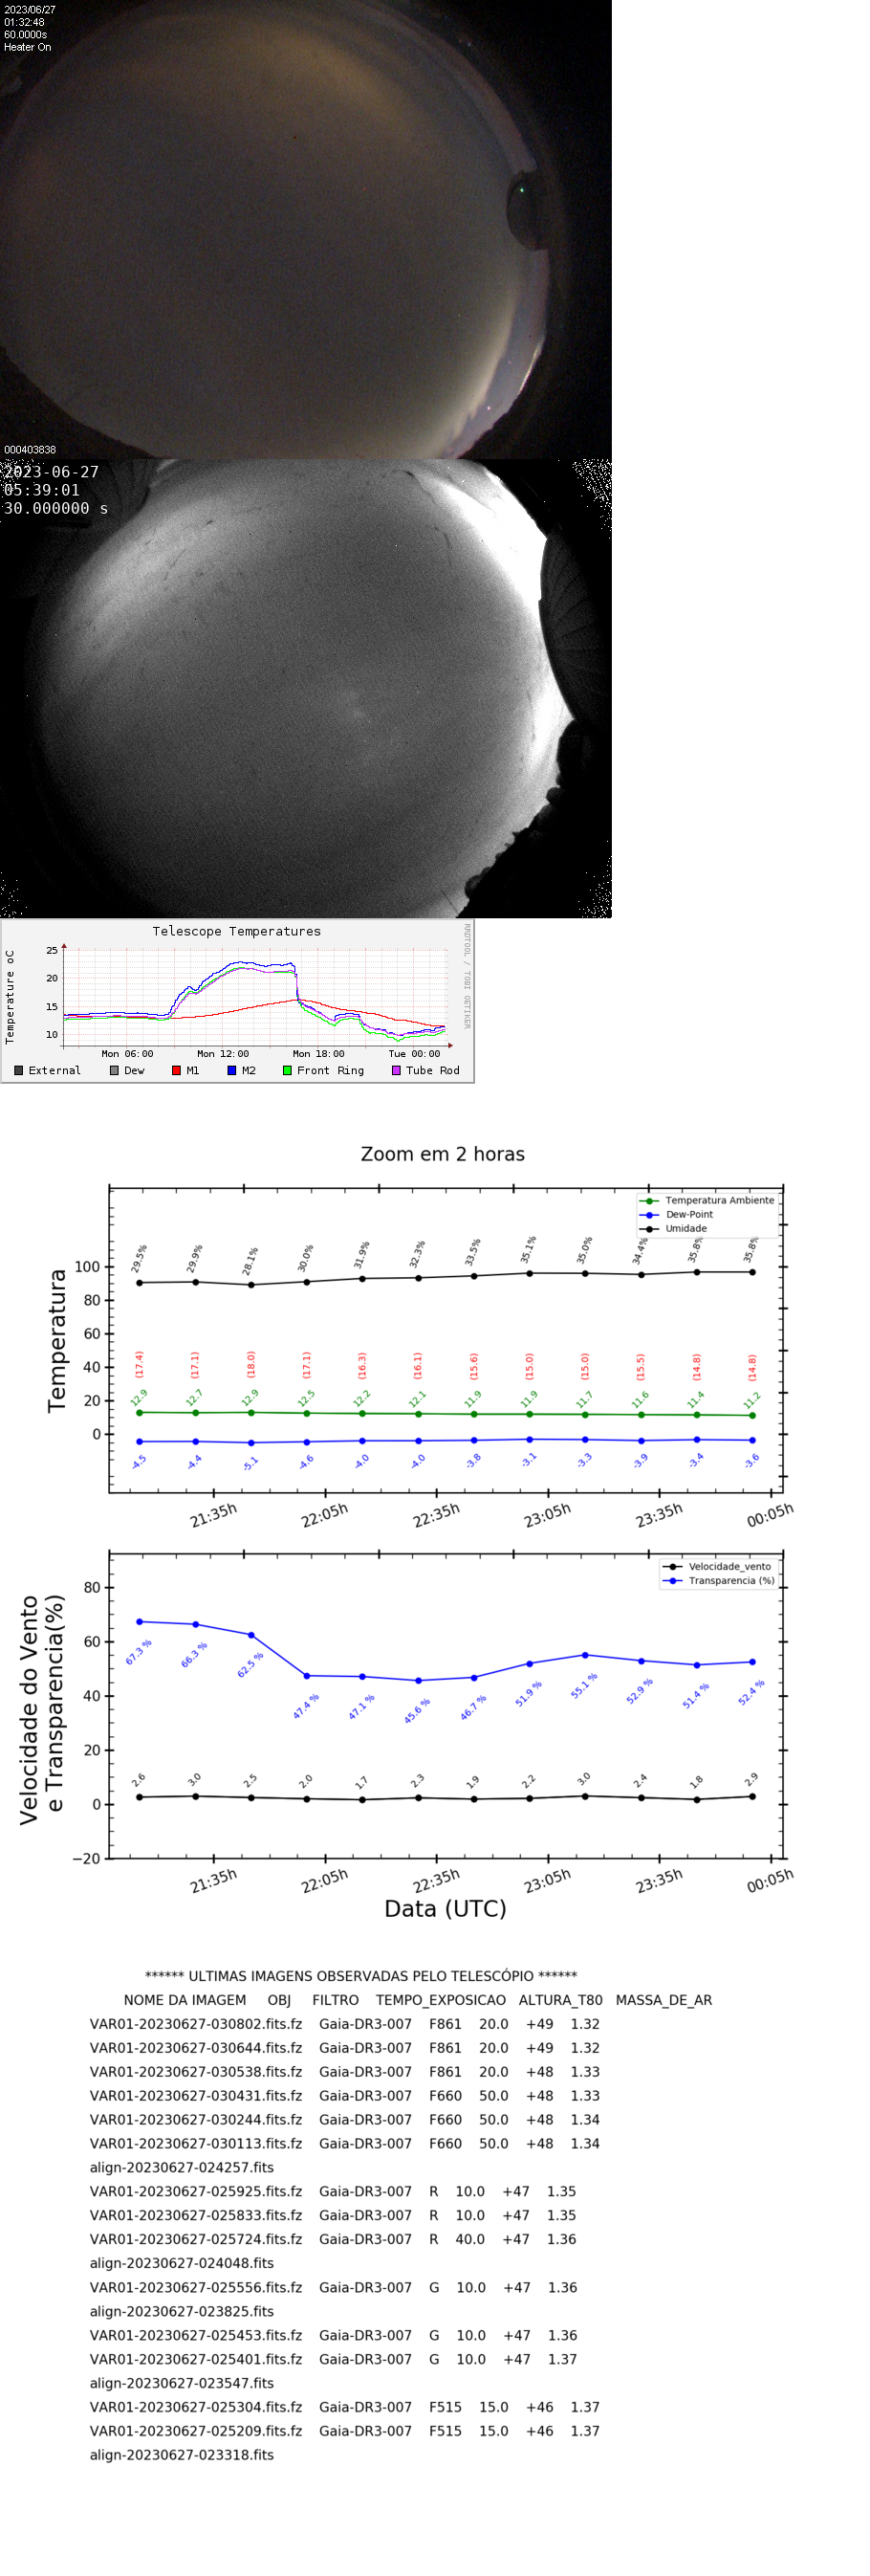 2023/06/27
01:32:48
60.0000s
Heater On
000403838
2023-06-27
05:39:01
30.000000 s
Telescope Temperatures
RRDTOOL / TOBI OETIKER
Temperature oC
25
20
15
10
Mon 06:00 Mon 12:00 Mon 18:00 Tue 00:00
External Dew M1 M2 Front Ring Tube Rod
Zoom em 2 horas
Temperatura Ambiente
Dew-Point
Umidade
Temperatura
100
80
60
40
20
0
29.5% 29.9% 28.1% 30.0% 31.9% 32.3% 33.5% 35.1% 35.0% 34.4% 35.8% 35.8%
(17.4) (17.1) (18.0) (17.1) (16.3) (16.1) (15.6) (15.0) (15.0) (15.5) (14.8) (14.8)
12.9 12.7 12.9 12.5 12.2 12.1 11.9 11.9 11.7 11.6 11.4 11.2
-4.5 -4.4 -5.1 -4.6 -4.0 -4.0 -3.8 -3.1 -3.3 -3.9 -3.4 -3.6
21:35h 22:05h 22:35h 23:05h 23:35h 00:05h
Velocidade_vento
Transparencia (%)
Velocidade do Vento
e Transparencia(%)
80
60
40
20
0
−20
67.3 % 66.3 % 62.5 % 47.4 % 47.1 % 45.6 % 46.7 % 51.9 % 55.1 % 52.9 % 51.4 % 52.4 %
2.6 3.0 2.5 2.0 1.7 2.3 1.9 2.2 3.0 2.4 1.8 2.9
21:35h 22:05h 22:35h 23:05h 23:35h 00:05h
Data (UTC)
****** ULTIMAS IMAGENS OBSERVADAS PELO TELESCÓPIO ******
NOME DA IMAGEM OBJ FILTRO TEMPO_EXPOSICAO ALTURA_T80 MASSA_DE_AR
VAR01-20230627-030802.fits.fz Gaia-DR3-007 F861 20.0 +49 1.32
VAR01-20230627-030644.fits.fz Gaia-DR3-007 F861 20.0 +49 1.32
VAR01-20230627-030538.fits.fz Gaia-DR3-007 F861 20.0 +48 1.33
VAR01-20230627-030431.fits.fz Gaia-DR3-007 F660 50.0 +48 1.33
VAR01-20230627-030244.fits.fz Gaia-DR3-007 F660 50.0 +48 1.34
VAR01-20230627-030113.fits.fz Gaia-DR3-007 F660 50.0 +48 1.34
align-20230627-024257.fits
VAR01-20230627-025925.fits.fz Gaia-DR3-007 R 10.0 +47 1.35
VAR01-20230627-025833.fits.fz Gaia-DR3-007 R 10.0 +47 1.35
VAR01-20230627-025724.fits.fz Gaia-DR3-007 R 40.0 +47 1.36
align-20230627-024048.fits
VAR01-20230627-025556.fits.fz Gaia-DR3-007 G 10.0 +47 1.36
align-20230627-023825.fits
VAR01-20230627-025453.fits.fz Gaia-DR3-007 G 10.0 +47 1.36
VAR01-20230627-025401.fits.fz Gaia-DR3-007 G 10.0 +47 1.37
align-20230627-023547.fits
VAR01-20230627-025304.fits.fz Gaia-DR3-007 F515 15.0 +46 1.37
VAR01-20230627-025209.fits.fz Gaia-DR3-007 F515 15.0 +46 1.37
align-20230627-023318.fits